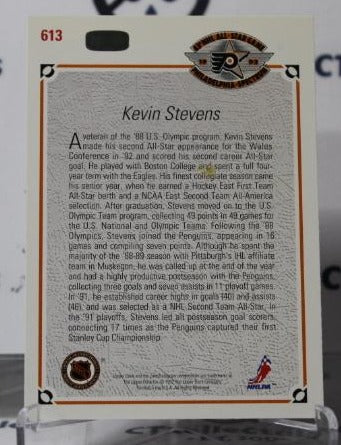 613
PHILADELPHIA SPECTRUM
Kevin Stevens
A veteran of the '88 U.S. Olympic program, Kevin Stevens
made his second All-Star appearance for the Wales
Conference in '92 and scored his second career All-Star
goal. He played with Boston College and spent a full four-
year term with the Eagles. His finest collegiate season came
his senior year, when he earned a Hockey East First Team
All-Star berth and a NCAA East Second Team All-America
selection. After graduation, Stevens moved on to the U.S.
Olympic Team program, collecting 49 points in 49 games for
the U.S. National and Olympic Teams. Following the '88
Olympics, Stevens joined the Penguins, appearing in 16
games and compiling seven points. Although he spent the
majority of the '88-89 season with Pittsburgh's IHL affiliate
team in Muskegon, he was called up at the end of the year
and had a highly productive postseason with the Penguins,
collecting three goals and seven assists in 11 playoff games.
In '91, he established career highs in goals (40) and assists
(46), and was selected as a NHL Second Team All-Star. In
the '91 playoffs, Stevens led all postseason goal scorers,
connecting 17 times as the Penguins captured their first
Stanley Cup Championship.
NHLPA